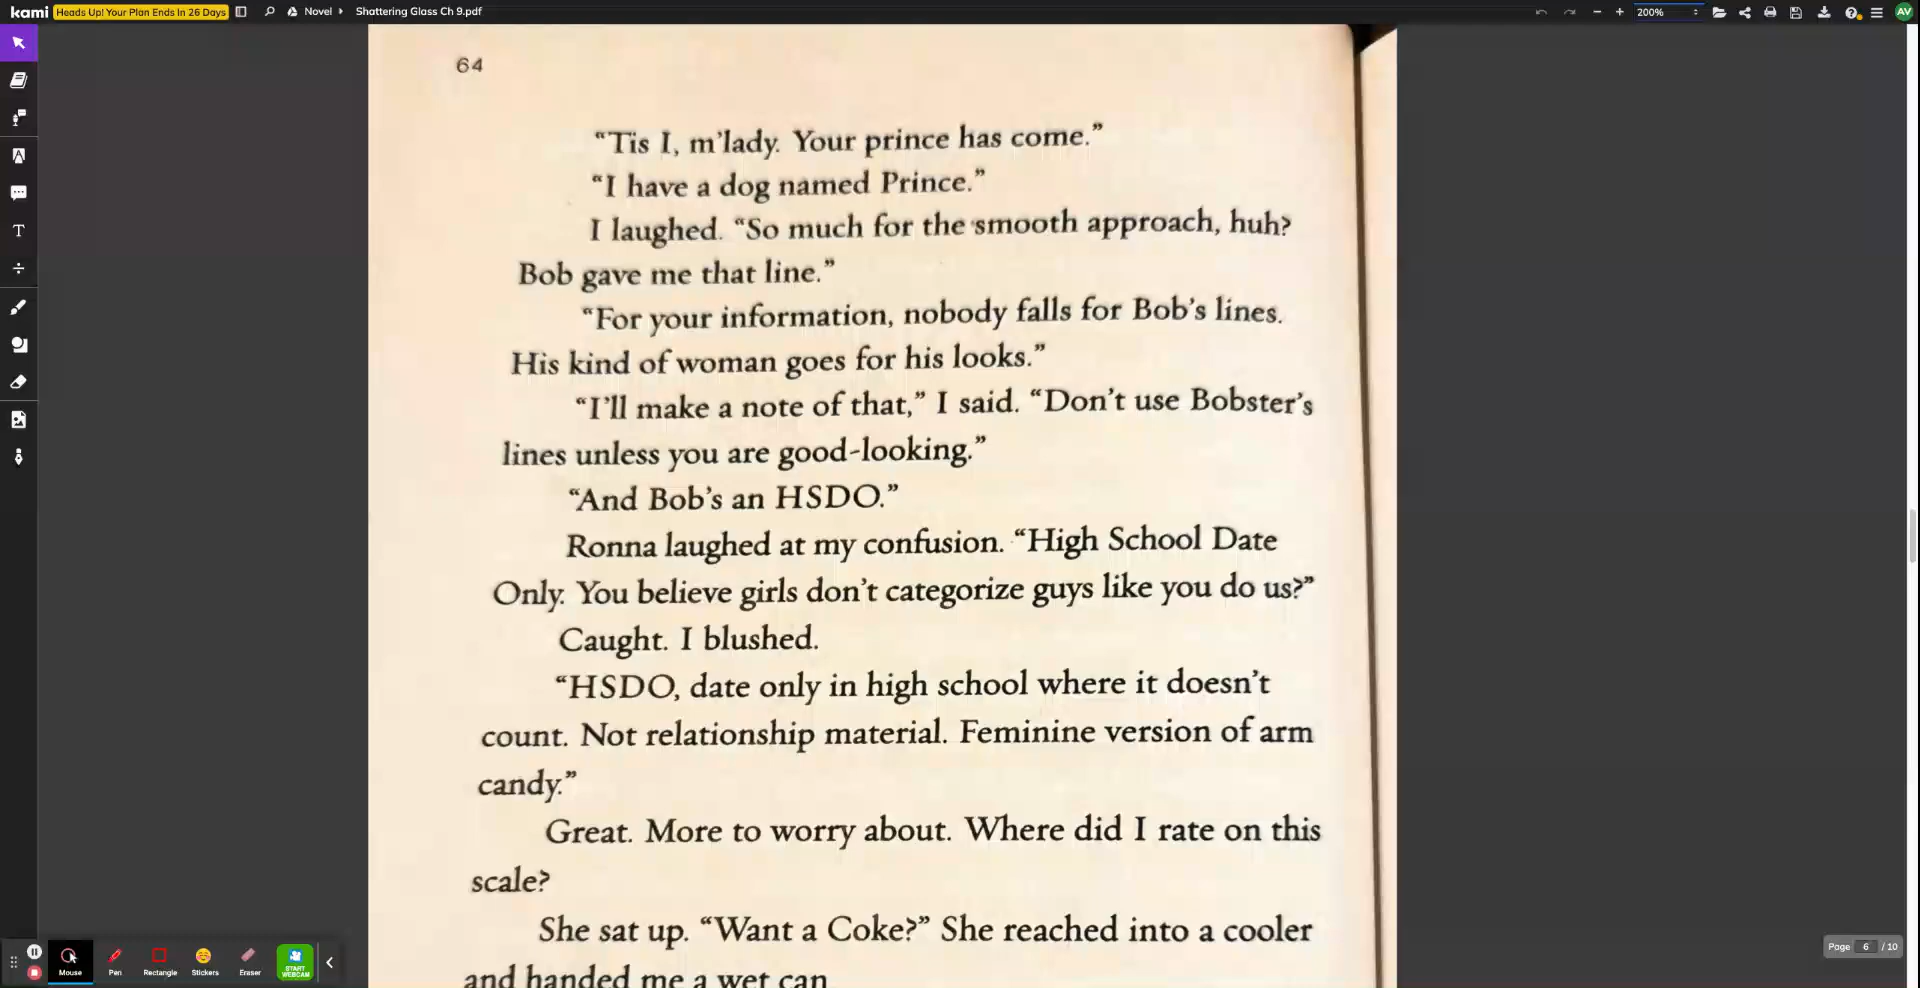 kami
Heads Up! Your Plan Ends In 26 Days
Novel
Shattering Glass Ch 9.pdf
200%
AV
64
“Tis I, m’lady. Your prince has come.”
“I have a dog named Prince.”
I laughed. “So much for the smooth approach, huh?
Bob gave me that line.”
“For your information, nobody falls for Bob’s lines.
His kind of woman goes for his looks.”
“I’ll make a note of that,” I said. “Don’t use Bobster’s
lines unless you are good-looking.”
“And Bob’s an HSDO.”
Ronna laughed at my confusion. “High School Date
Only. You believe girls don’t categorize guys like you do us?”
Caught. I blushed.
“HSDO, date only in high school where it doesn’t
count. Not relationship material. Feminine version of arm
candy.”
Great. More to worry about. Where did I rate on this
scale?
She sat up. “Want a Coke?” She reached into a cooler
and handed me a wet can
Page 6 / 10
Mouse
Pen
Rectangle
Stickers
Eraser
START
WEBCAM